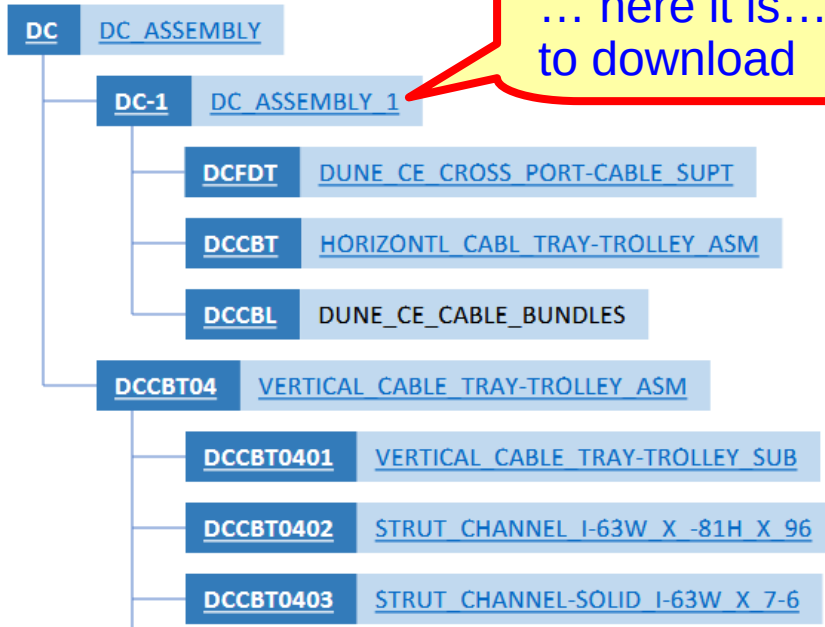 … here it is…
to download
DC DC_ASSEMBLY
DC-1 DC_ASSEMBLY_1
DCFDT DUNE_CE_CROSS_PORT-CABLE_SUPT
DCCBT HORIZONTL_CABL_TRAY-TROLLEY_ASM
DCCBL DUNE_CE_CABLE_BUNDLES
DCCBT04 VERTICAL_CABLE_TRAY-TROLLEY_ASM
DCCBT0401 VERTICAL_CABLE_TRAY-TROLLEY_SUB
DCCBT0402 STRUT_CHANNEL_I-63W_X_-81H_X_96
DCCBT0403 STRUT_CHANNEL-SOLID_I-63W_X_7-6